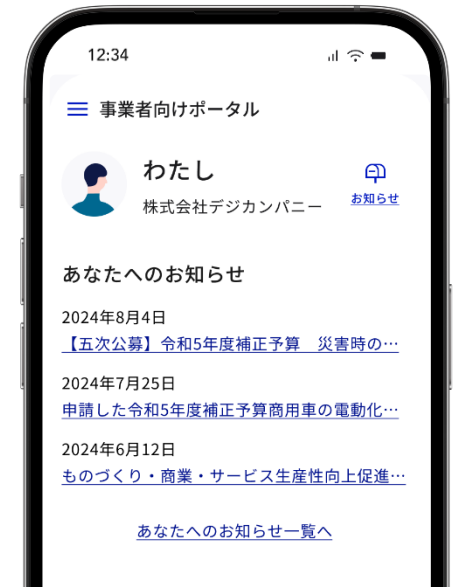 12:34
事業者向けポータル
わたし
株式会社デジカンパニー
お知らせ
あなたへのお知らせ
2024年8月4日
【五次公募】令和5年度補正予算　災害時の…
2024年7月25日
申請した令和5年度補正予算商用車の電動化…
2024年6月12日
ものづくり・商業・サービス生産性向上促進…
あなたへのお知らせ一覧へ